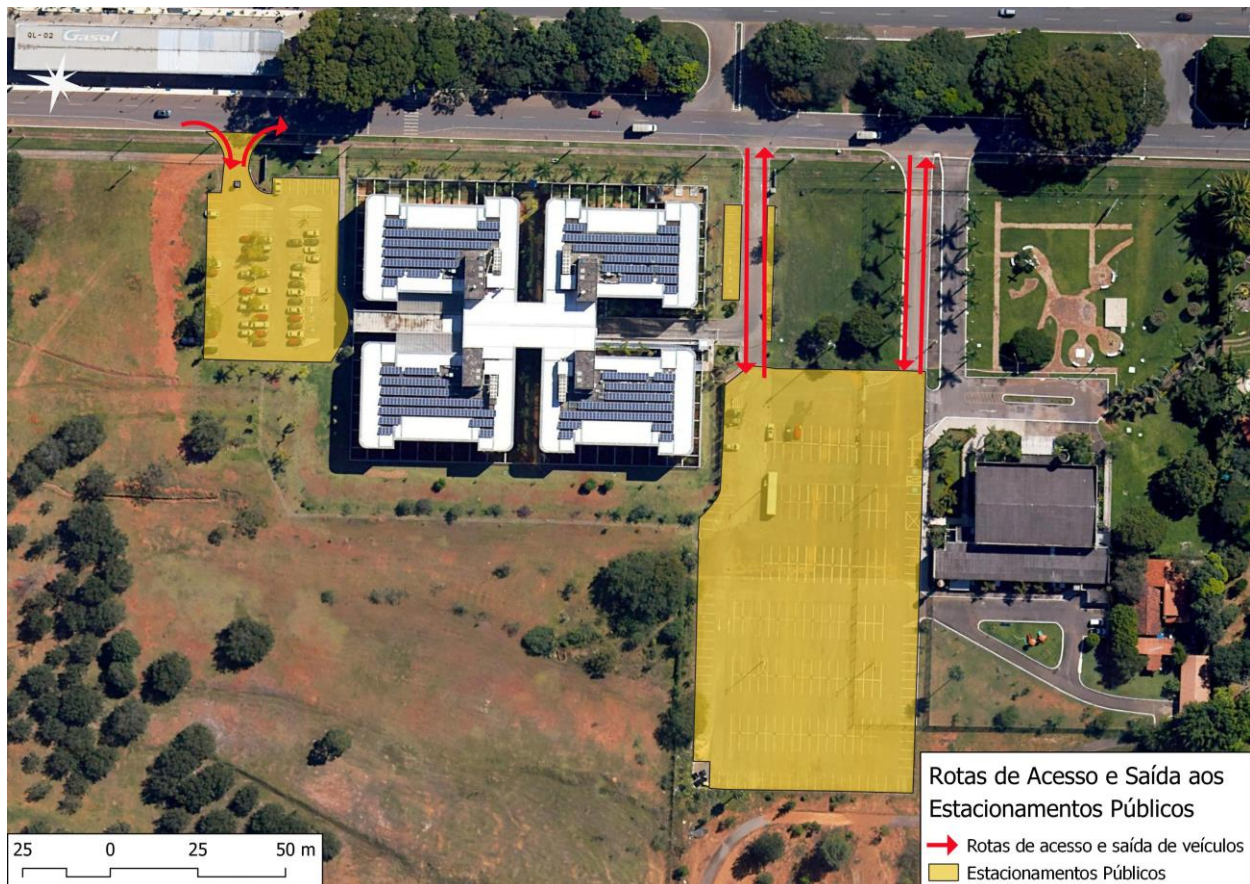 QL-02 Gasol
Rotas de Acesso e Saída aos
Estacionamentos Públicos
Rotas de acesso e saída de veículos
Estacionamentos Públicos
25 0 25 50 m